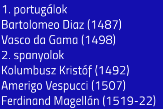 1. portugálok
Bartolomeo Diaz (1487)
Vasco da Gama (1498)
2. spanyolok
Kolumbusz Kristóf (1492)
Amerigo Vespucci (1507)
Ferdinand Magellán (1519-22)